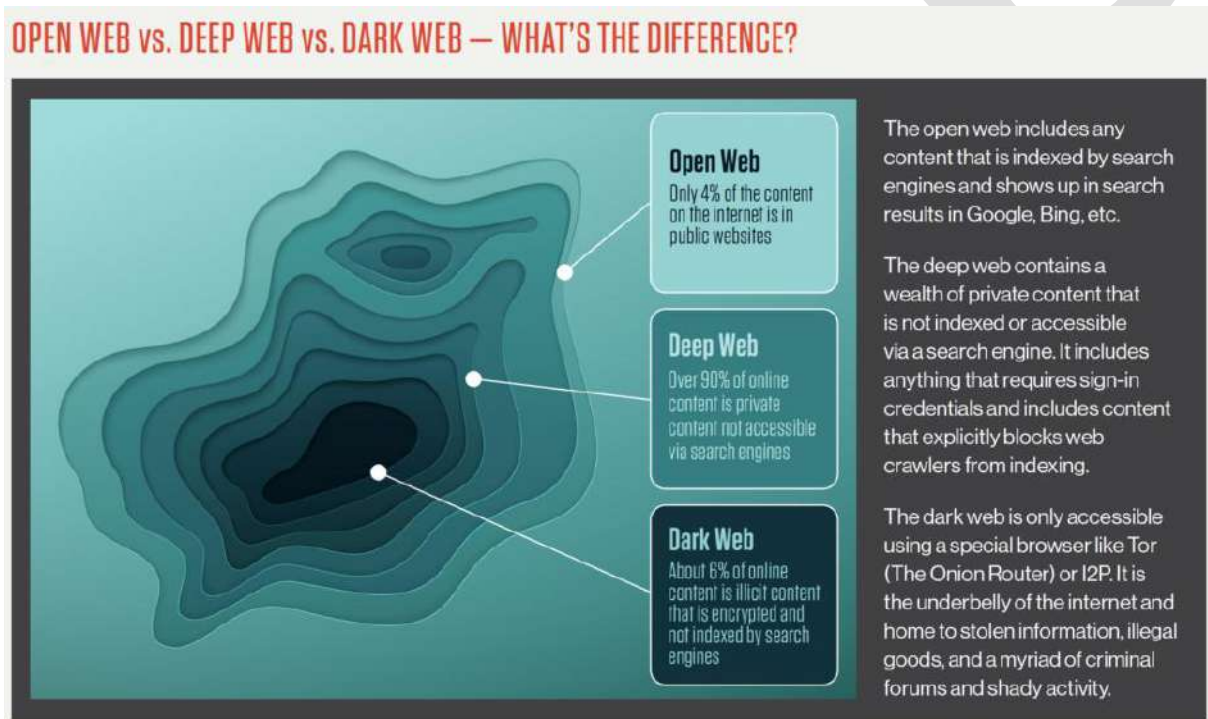 OPEN WEB vs. DEEP WEB vs. DARK WEB – WHAT'S THE DIFFERENCE?
Open Web
Only 4% of the content
on the internet is in
public websites
Deep Web
Over 90% of online
content is private
content not accessible
via search engines
Dark Web
About 6% of online
content is illicit content
that is encrypted and
not indexed by search
engines
The open web includes any
content that is indexed by search
engines and shows up in search
results in Google, Bing, etc.
The deep web contains a
wealth of private content that
is not indexed or accessible
via a search engine. It includes
anything that requires sign-in
credentials and includes content
that explicitly blocks web
crawlers from indexing.
The dark web is only accessible
using a special browser like Tor
(The Onion Router) or I2P. It is
the underbelly of the internet and
home to stolen information, illegal
goods, and a myriad of criminal
forums and shady activity.